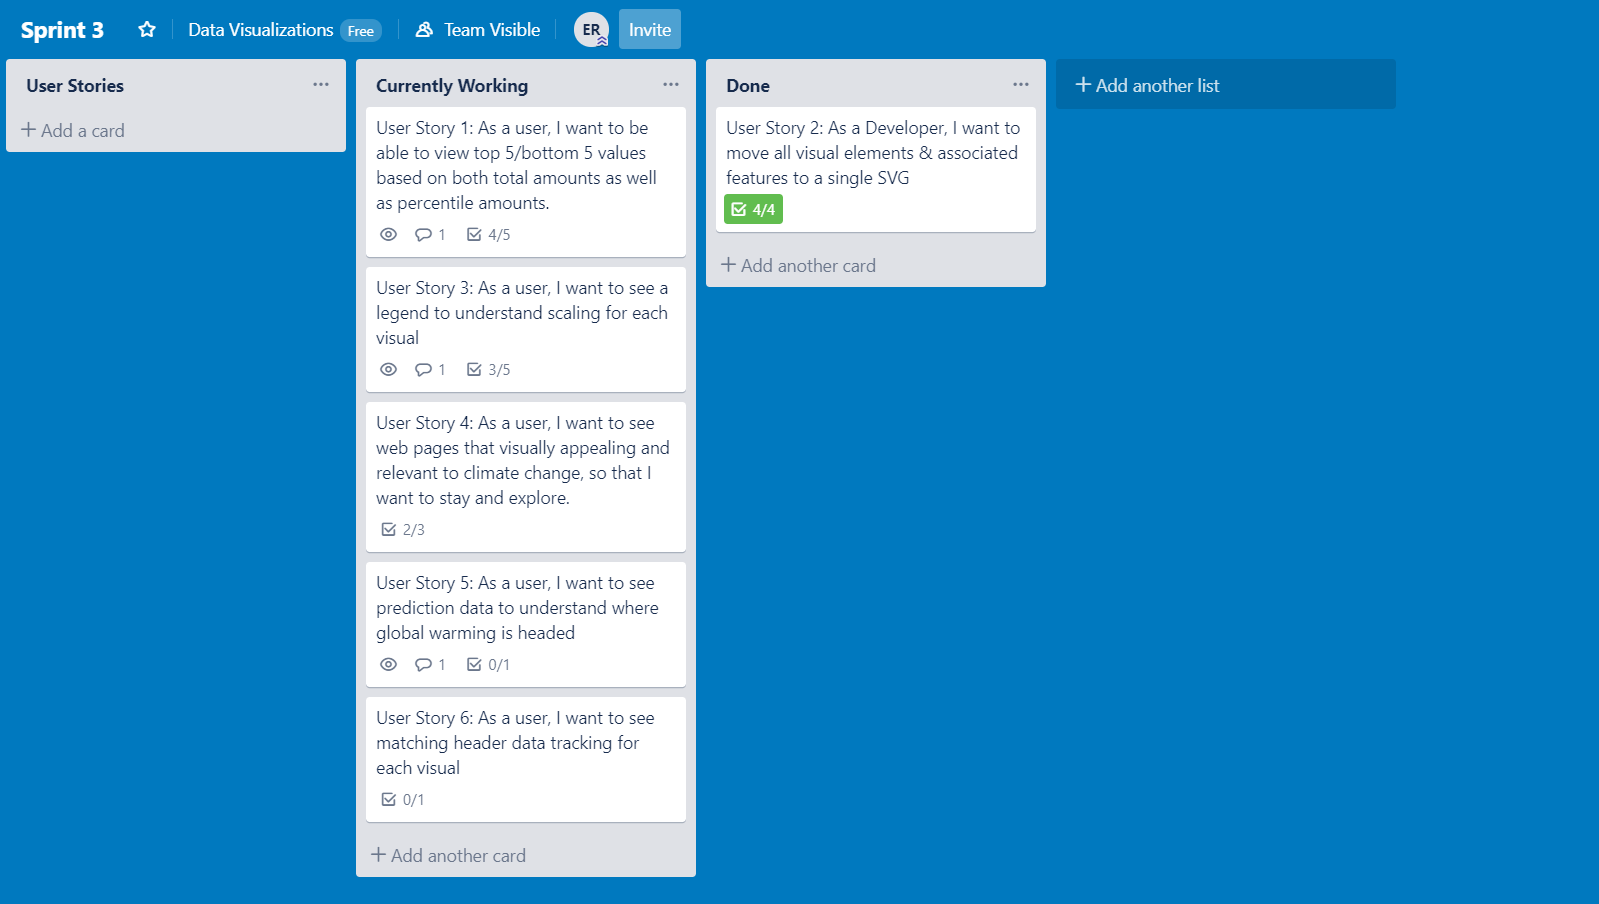 Sprint 3
Data Visualizations Free
Team Visible
ER
Invite
User Stories
Add a card
Currently Working
User Story 1: As a user, I want to be
able to view top 5/bottom 5 values
based on both total amounts as well
as percentile amounts.
1 4/5
User Story 3: As a user, I want to see a
legend to understand scaling for each
visual
1 3/5
User Story 4: As a user, I want to see
web pages that visually appealing and
relevant to climate change, so that I
want to stay and explore.
2/3
User Story 5: As a user, I want to see
prediction data to understand where
global warming is headed
1 0/1
User Story 6: As a user, I want to see
matching header data tracking for
each visual
0/1
Add another card
Done
User Story 2: As a Developer, I want to
move all visual elements & associated
features to a single SVG
4/4
Add another card
Add another list